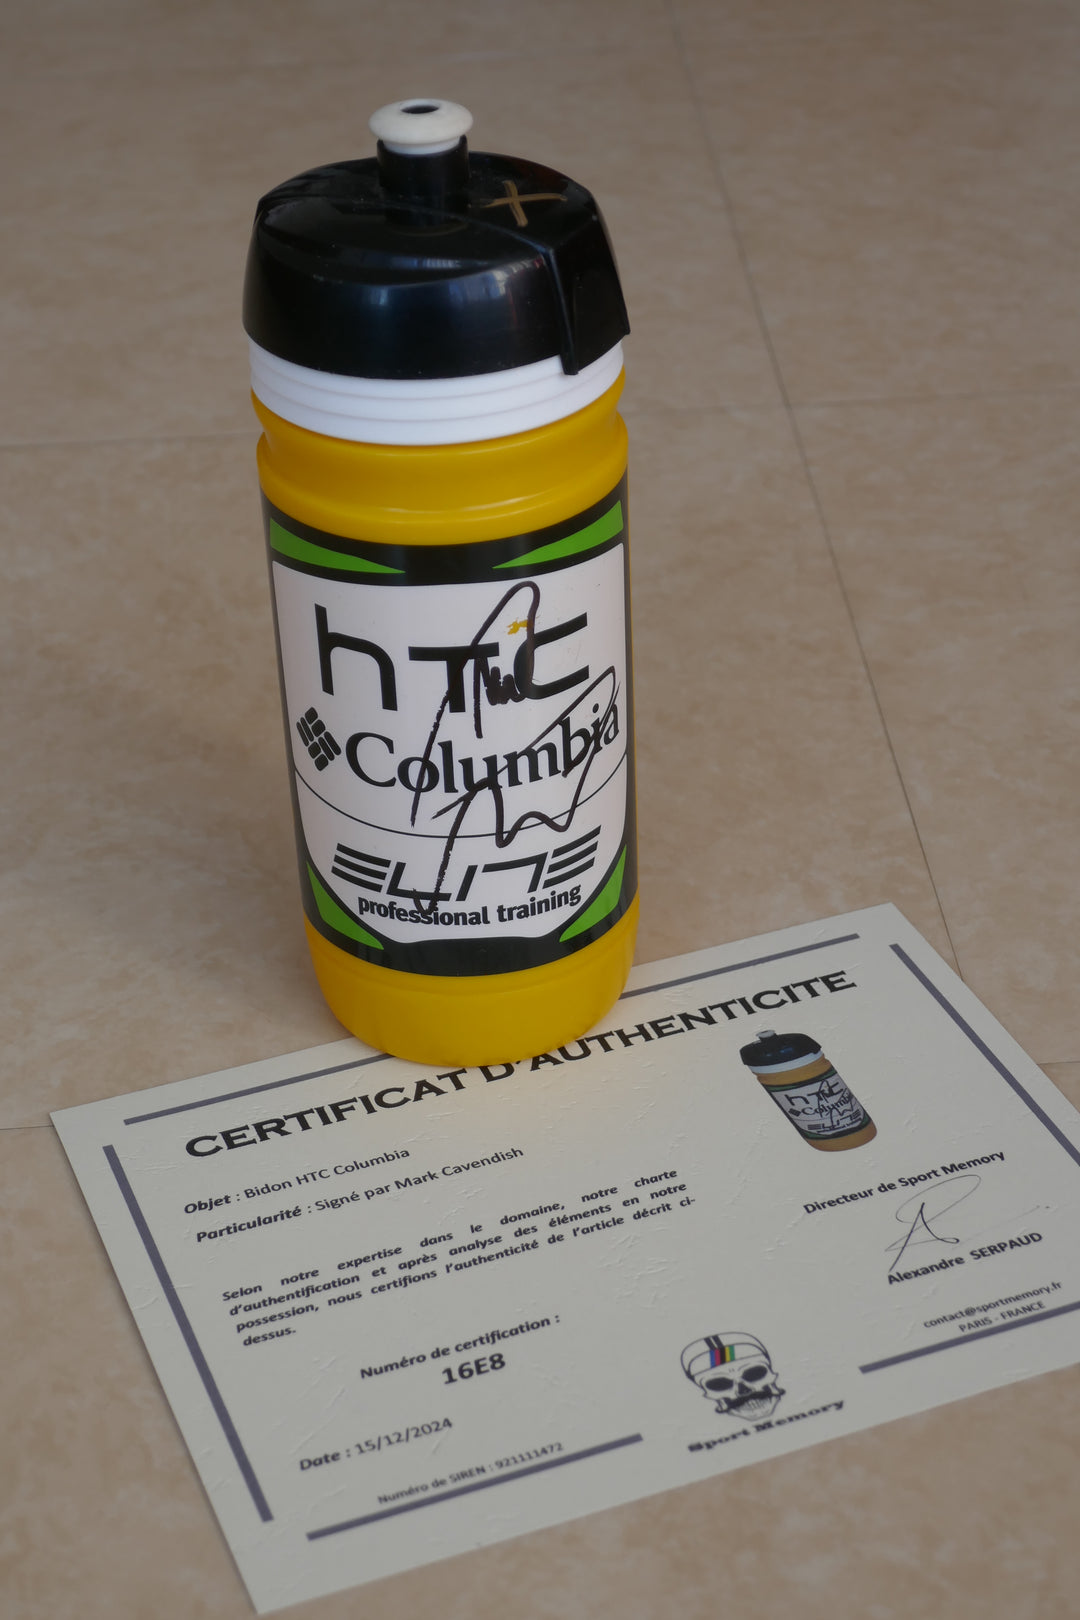 hTC
Columbia
ELITE
professional training
CERTIFICAT D'AUTHENTICITE
Objet : Bidon HTC Columbia
Particularité : Signé par Mark Cavendish
Selon notre expertise dans le domaine, notre charte
d'authentification et après analyse des éléments en notre
possession, nous certifions l'authenticité de l'article décrit ci-
dessus.
Numéro de certification :
16E8
Date : 15/12/2024
Numéro de SIREN : 921111472
hTC
Columbia
ELITE
Directeur de Sport Memory
Alexandre SERPAUD
contact@sportmemory.fr
PARIS - FRANCE
Sport Memory